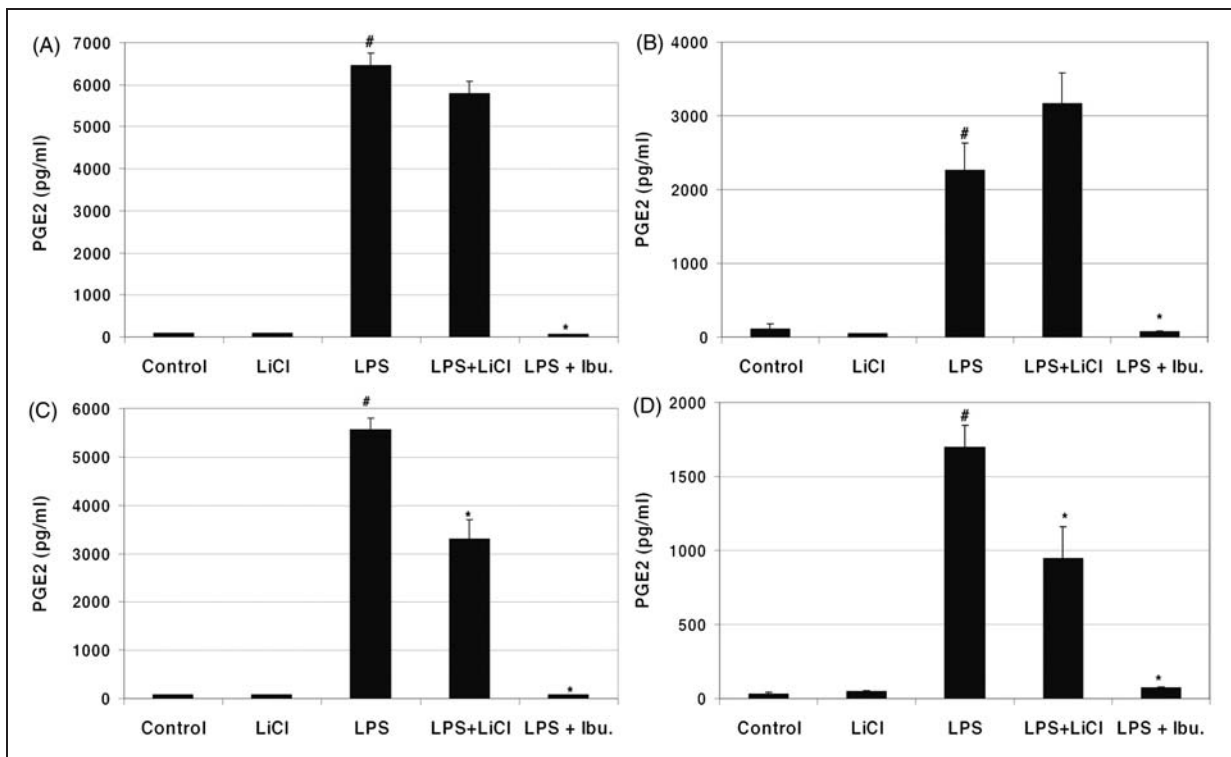 (A)
7000
6000
5000
4000
3000
2000
1000
0
PGE2 (pg/ml)
#
*
Control LiCl LPS LPS+LiCl LPS + Ibu.
(B)
4000
3000
2000
1000
0
PGE2 (pg/ml)
#
*
Control LiCl LPS LPS+LiCl LPS + Ibu.
(C)
6000
5000
4000
3000
2000
1000
0
PGE2 (pg/ml)
#
*
*
Control LiCl LPS LPS+LiCl LPS + Ibu.
(D)
2000
1500
1000
500
0
PGE2 (pg/ml)
#
*
*
Control LiCl LPS LPS+LiCl LPS + Ibu.